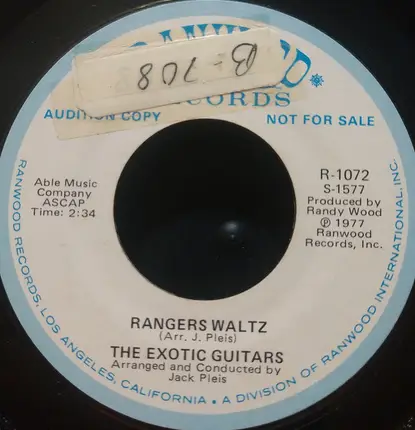 B-708
RECORDS
AUDITION COPY
NOT FOR SALE
Able Music
Company
ASCAP
Time: 2:34
R-1072
S-1577
Produced by
Randy Wood
Ⓟ 1977
Ranwood
Records, Inc.
RANGERS WALTZ
(Arr. J. Pleis)
THE EXOTIC GUITARS
Arranged and Conducted by
Jack Pleis
RANWOOD RECORDS, LOS ANGELES, CALIFORNIA • A DIVISION OF RANWOOD INTERNATIONAL, INC.